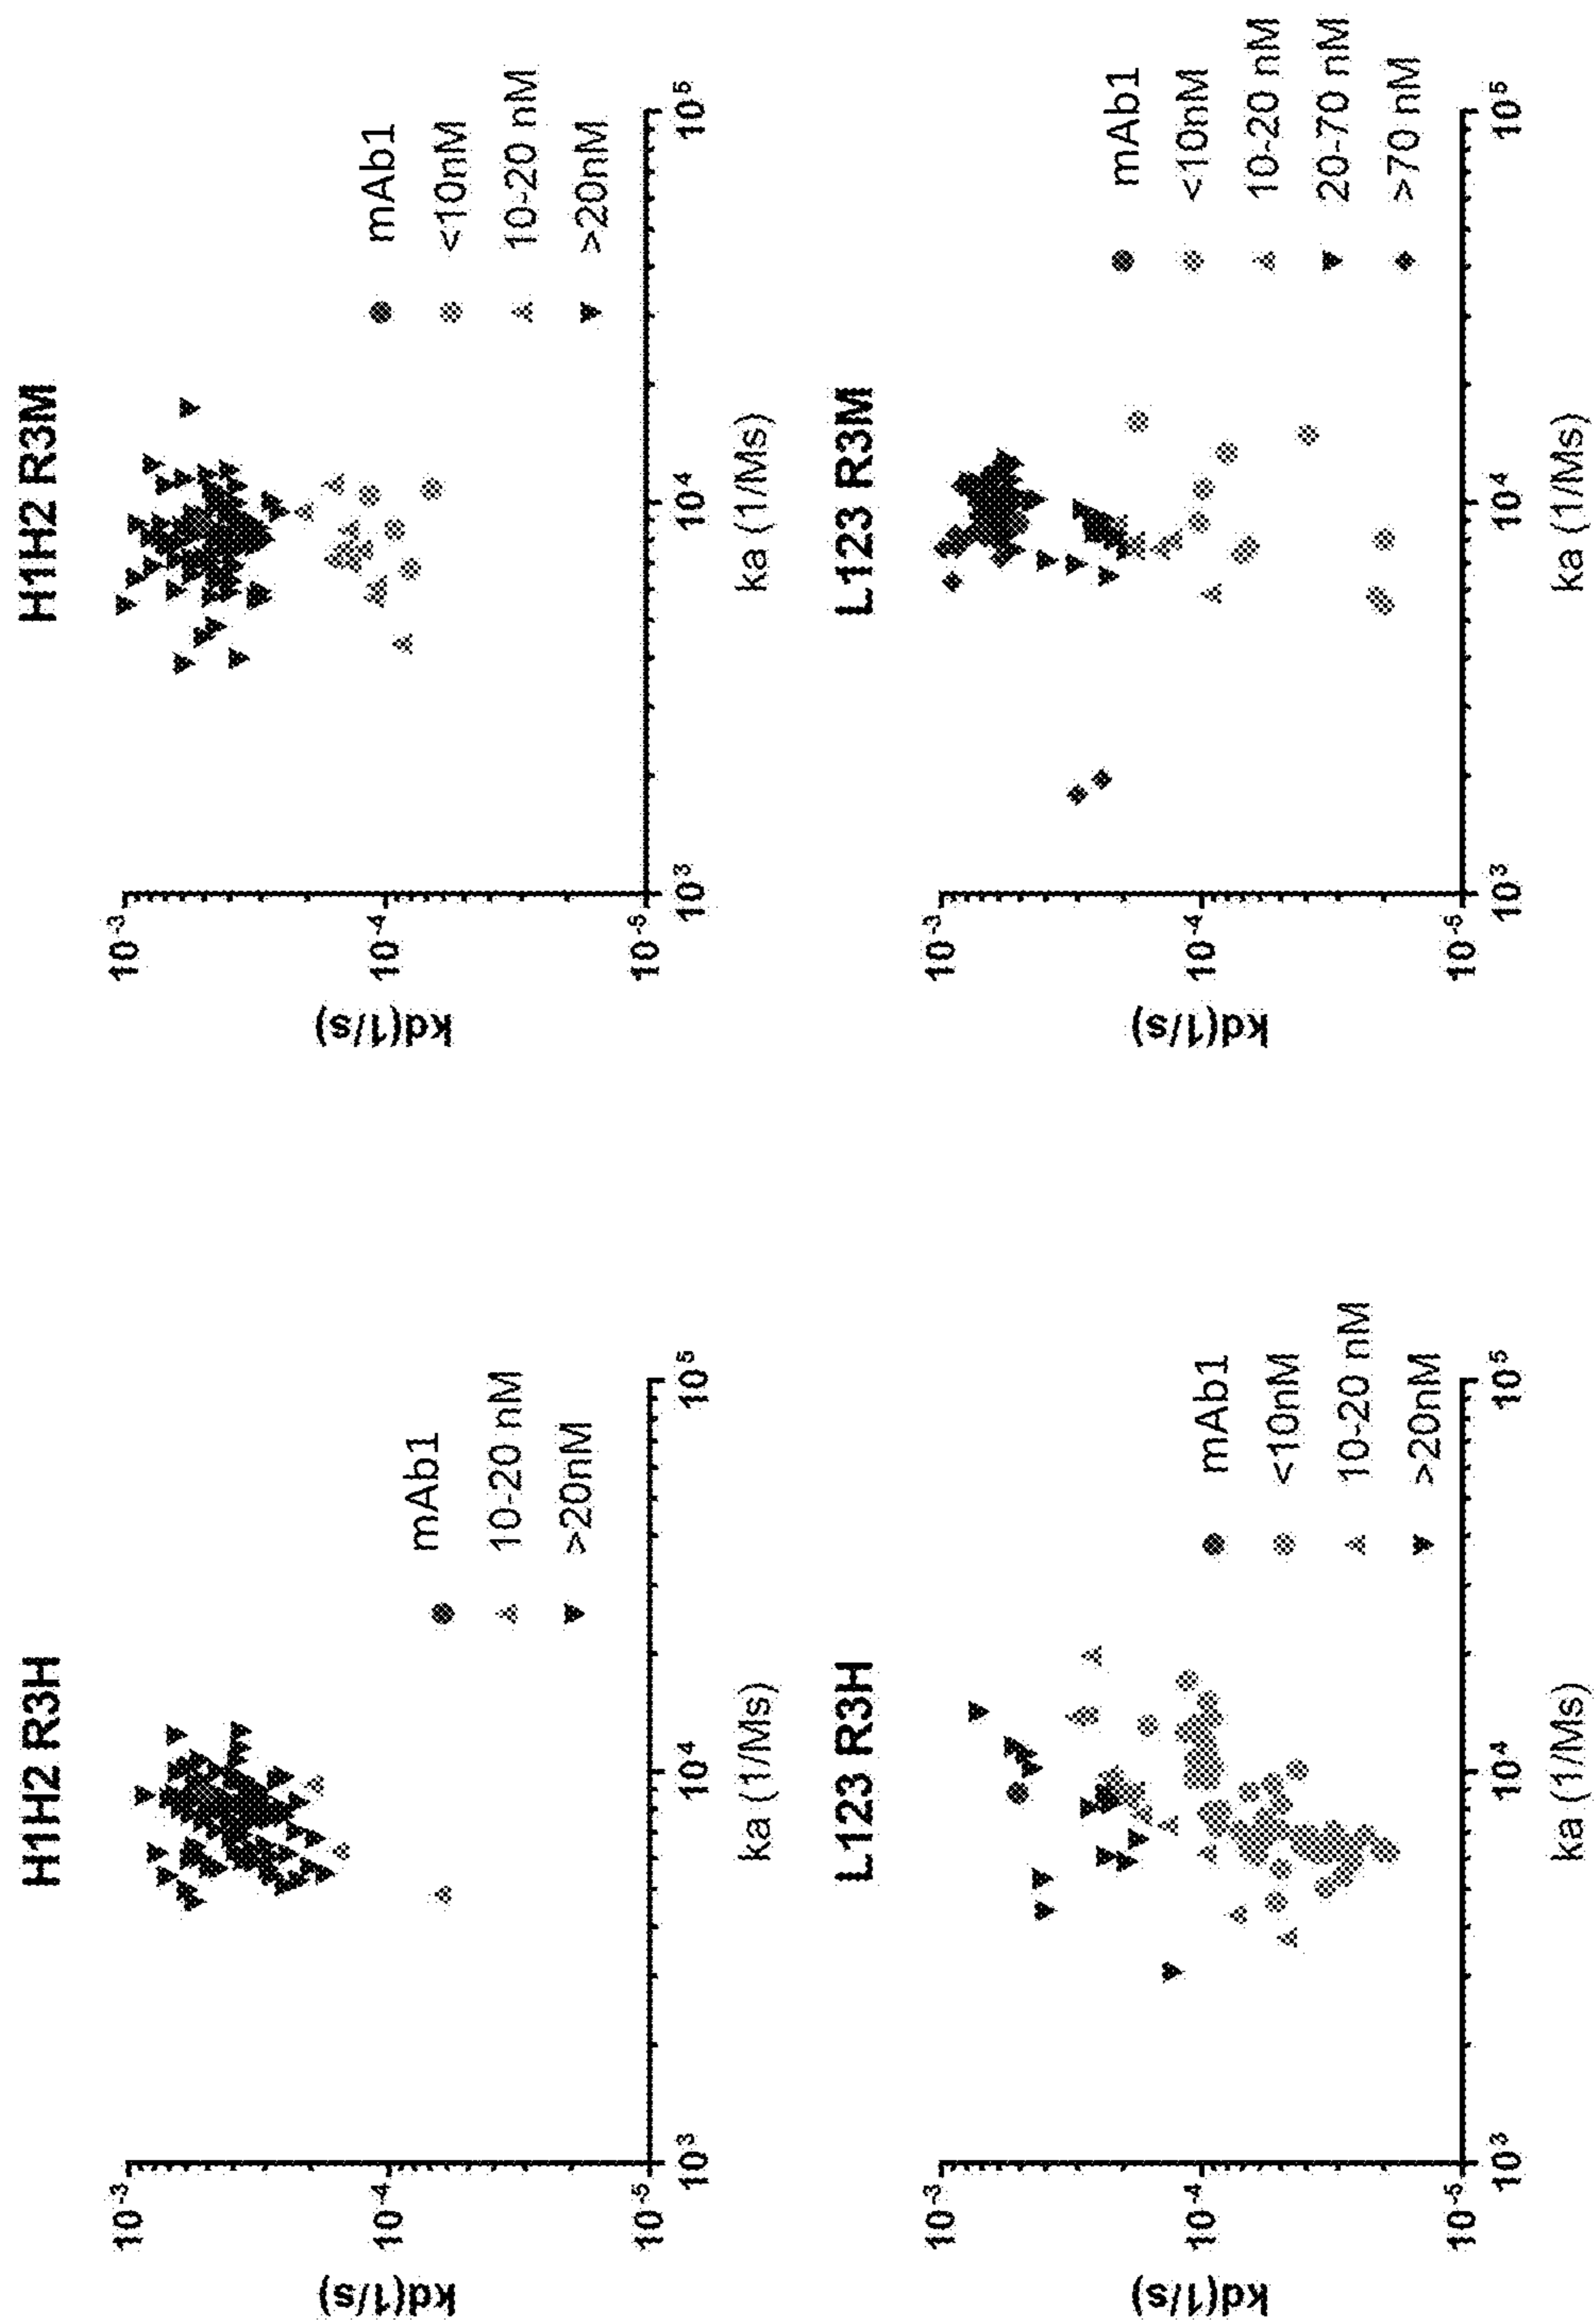 H1H2 R3H
kd(1/s)
10-3
10-4
10-5
103
104
105
ka (1/Ms)
mAb1
10-20 nM
>20nM
H1H2 R3M
kd(1/s)
10-3
10-4
10-5
103
104
105
ka (1/Ms)
mAb1
<10nM
10-20 nM
>20nM
L123 R3H
kd(1/s)
10-3
10-4
10-5
103
104
105
ka (1/Ms)
mAb1
<10nM
10-20 nM
>20nM
L123 R3M
kd(1/s)
10-3
10-4
10-5
103
104
105
ka (1/Ms)
mAb1
<10nM
10-20 nM
20-70 nM
>70 nM